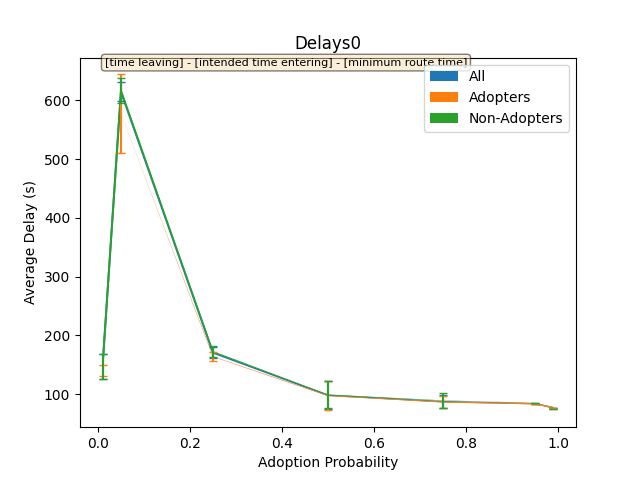 Delays0
[time leaving] - [intended time entering] - [minimum route time]
All
Adopters
Non-Adopters
Average Delay (s)
600
500
400
300
200
100
0.0 0.2 0.4 0.6 0.8 1.0
Adoption Probability